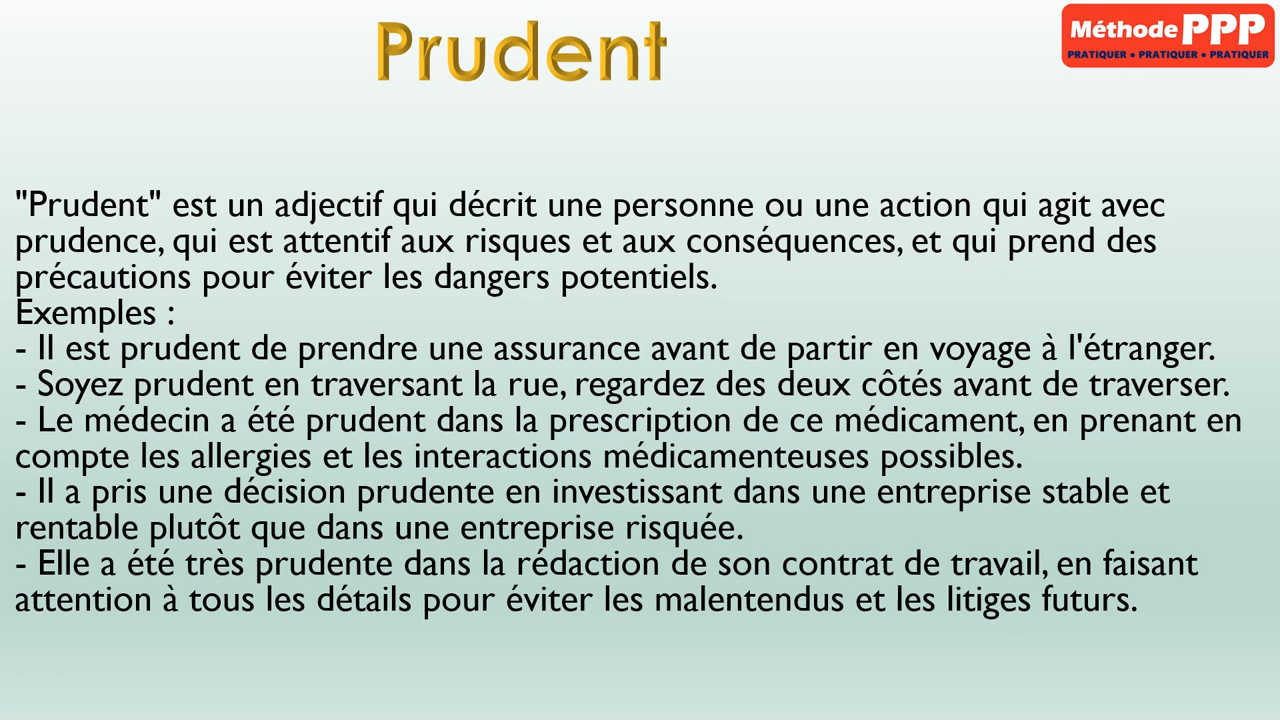 Prudent
Méthode PPP
PRATIQUER • PRATIQUER • PRATIQUER
"Prudent" est un adjectif qui décrit une personne ou une action qui agit avec
prudence, qui est attentif aux risques et aux conséquences, et qui prend des
précautions pour éviter les dangers potentiels.
Exemples :
- Il est prudent de prendre une assurance avant de partir en voyage à l'étranger.
- Soyez prudent en traversant la rue, regardez des deux côtés avant de traverser.
- Le médecin a été prudent dans la prescription de ce médicament, en prenant en
compte les allergies et les interactions médicamenteuses possibles.
- Il a pris une décision prudente en investissant dans une entreprise stable et
rentable plutôt que dans une entreprise risquée.
- Elle a été très prudente dans la rédaction de son contrat de travail, en faisant
attention à tous les détails pour éviter les malentendus et les litiges futurs.